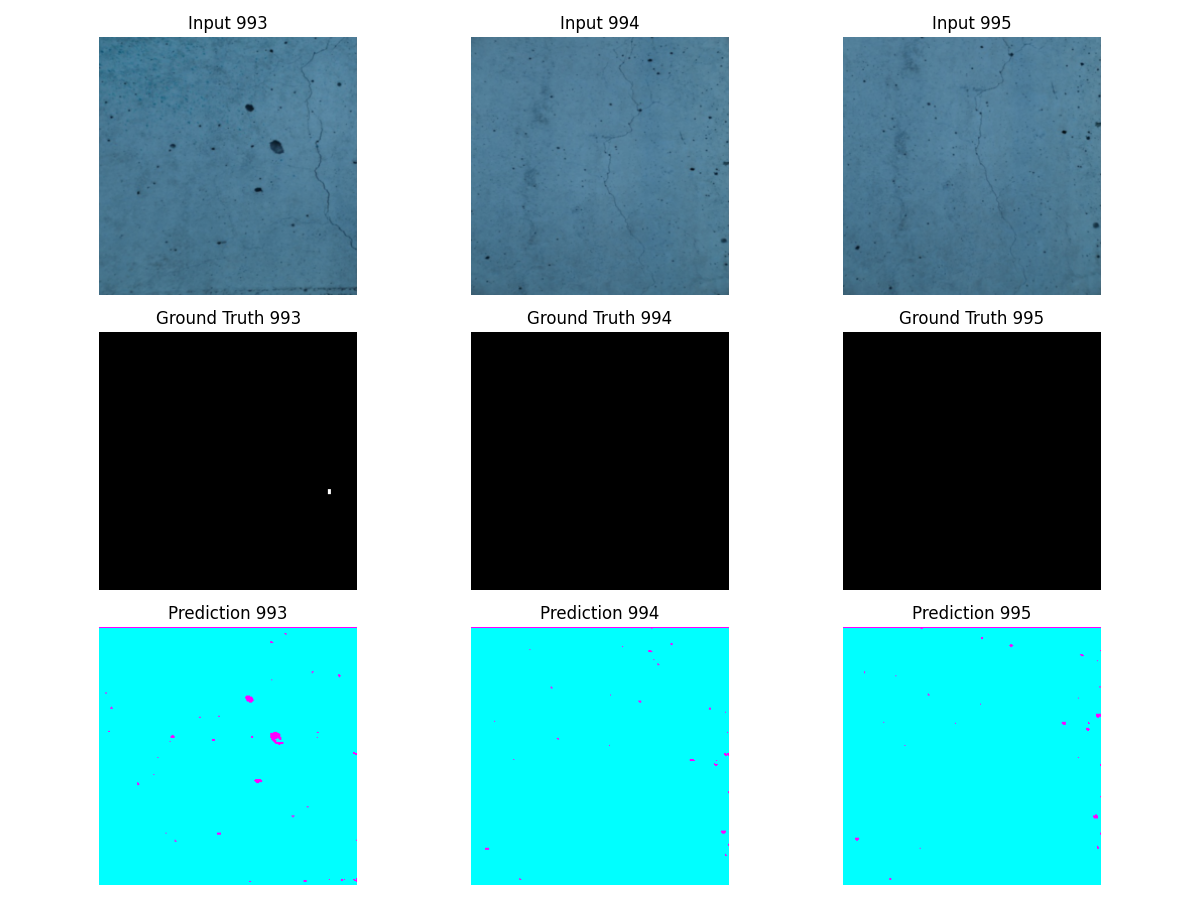 Input 993
Input 994
Input 995
Ground Truth 993
Ground Truth 994
Ground Truth 995
Prediction 993
Prediction 994
Prediction 995